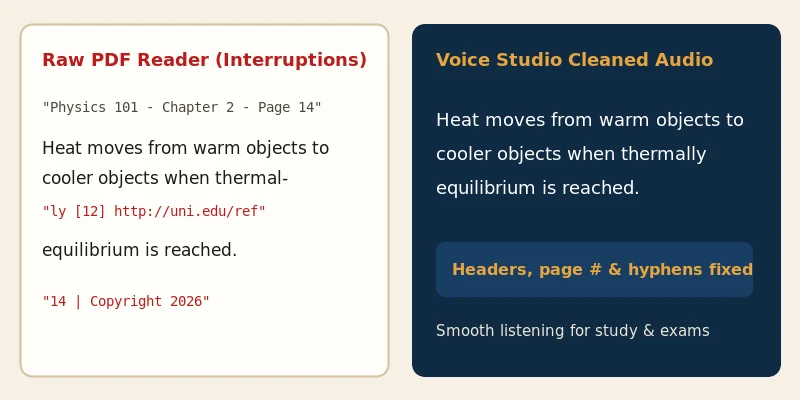 Raw PDF Reader (Interruptions)
"Physics 101 - Chapter 2 - Page 14"
Heat moves from warm objects to
cooler objects when thermal-
"ly [12] http://uni.edu/ref"
equilibrium is reached.
"14 | Copyright 2026"
Voice Studio Cleaned Audio
Heat moves from warm objects to
cooler objects when thermally
equilibrium is reached.
Headers, page # & hyphens fixed
Smooth listening for study & exams